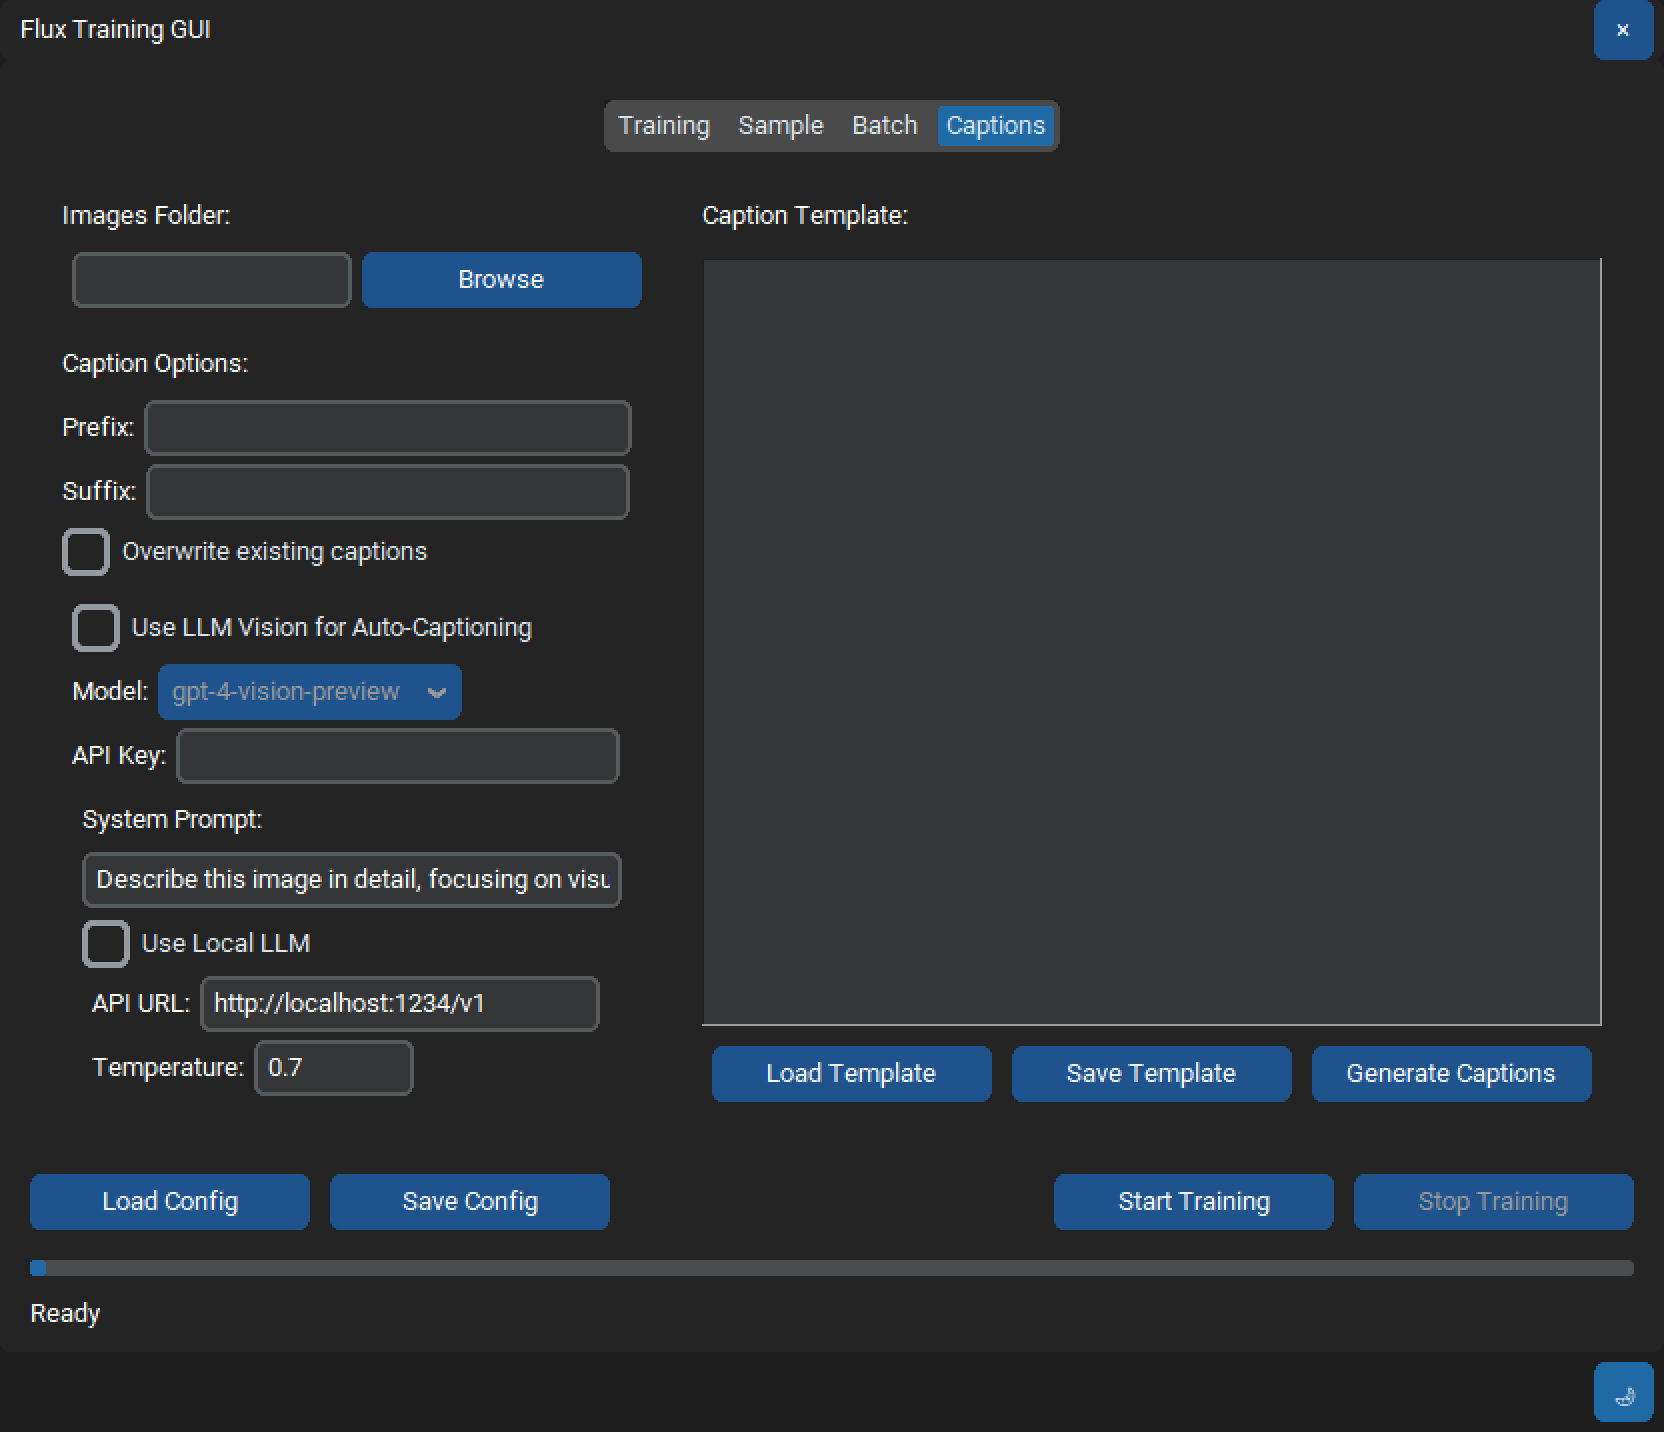 Flux Training GUI
×
Training Sample Batch Captions
Images Folder:
Browse
Caption Options:
Prefix:
Suffix:
Overwrite existing captions
Use LLM Vision for Auto-Captioning
Model: gpt-4-vision-preview
API Key:
System Prompt:
Describe this image in detail, focusing on visu
Use Local LLM
API URL: http://localhost:1234/v1
Temperature: 0.7
Caption Template:
Load Template Save Template Generate Captions
Load Config Save Config Start Training Stop Training
Ready